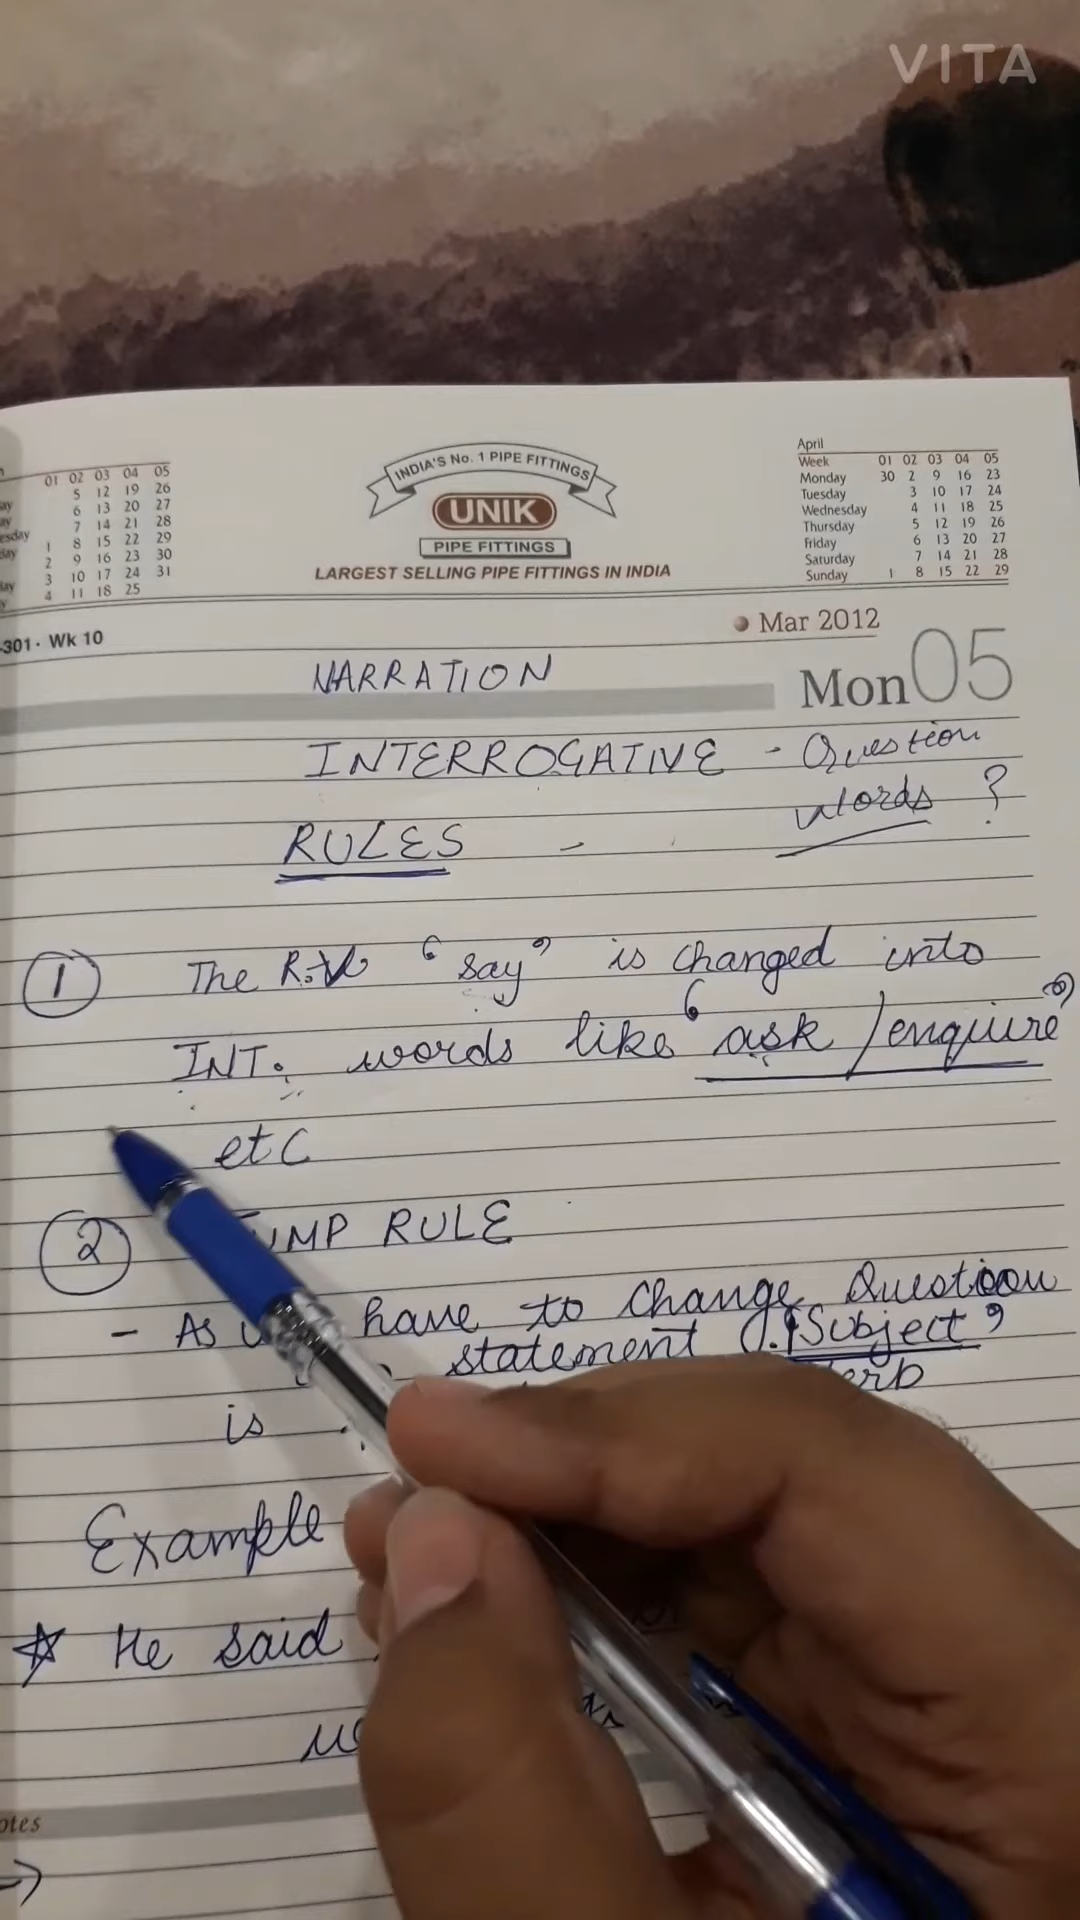 VITA
01 02 03 04 05
5 12 19 26
6 13 20 27
7 14 21 28
1 8 15 22 29
2 9 16 23 30
3 10 17 24 31
4 11 18 25
INDIA'S No. 1 PIPE FITTINGS
UNIK
PIPE FITTINGS
LARGEST SELLING PIPE FITTINGS IN INDIA
April
Week 01 02 03 04 05
Monday 30 2 9 16 23
Tuesday 3 10 17 24
Wednesday 4 11 18 25
Thursday 5 12 19 26
Friday 6 13 20 27
Saturday 7 14 21 28
Sunday 1 8 15 22 29
-301 · Wk 10
Mar 2012
Mon 05
NARRATION
INTERROGATIVE - Question
words ?
RULES -
1 The R.V "say" is changed into
INT. words like "ask / enquire"
etc
2 JUMP RULE
- As we have to change Question
statement . "Subject"
is
Example
He said